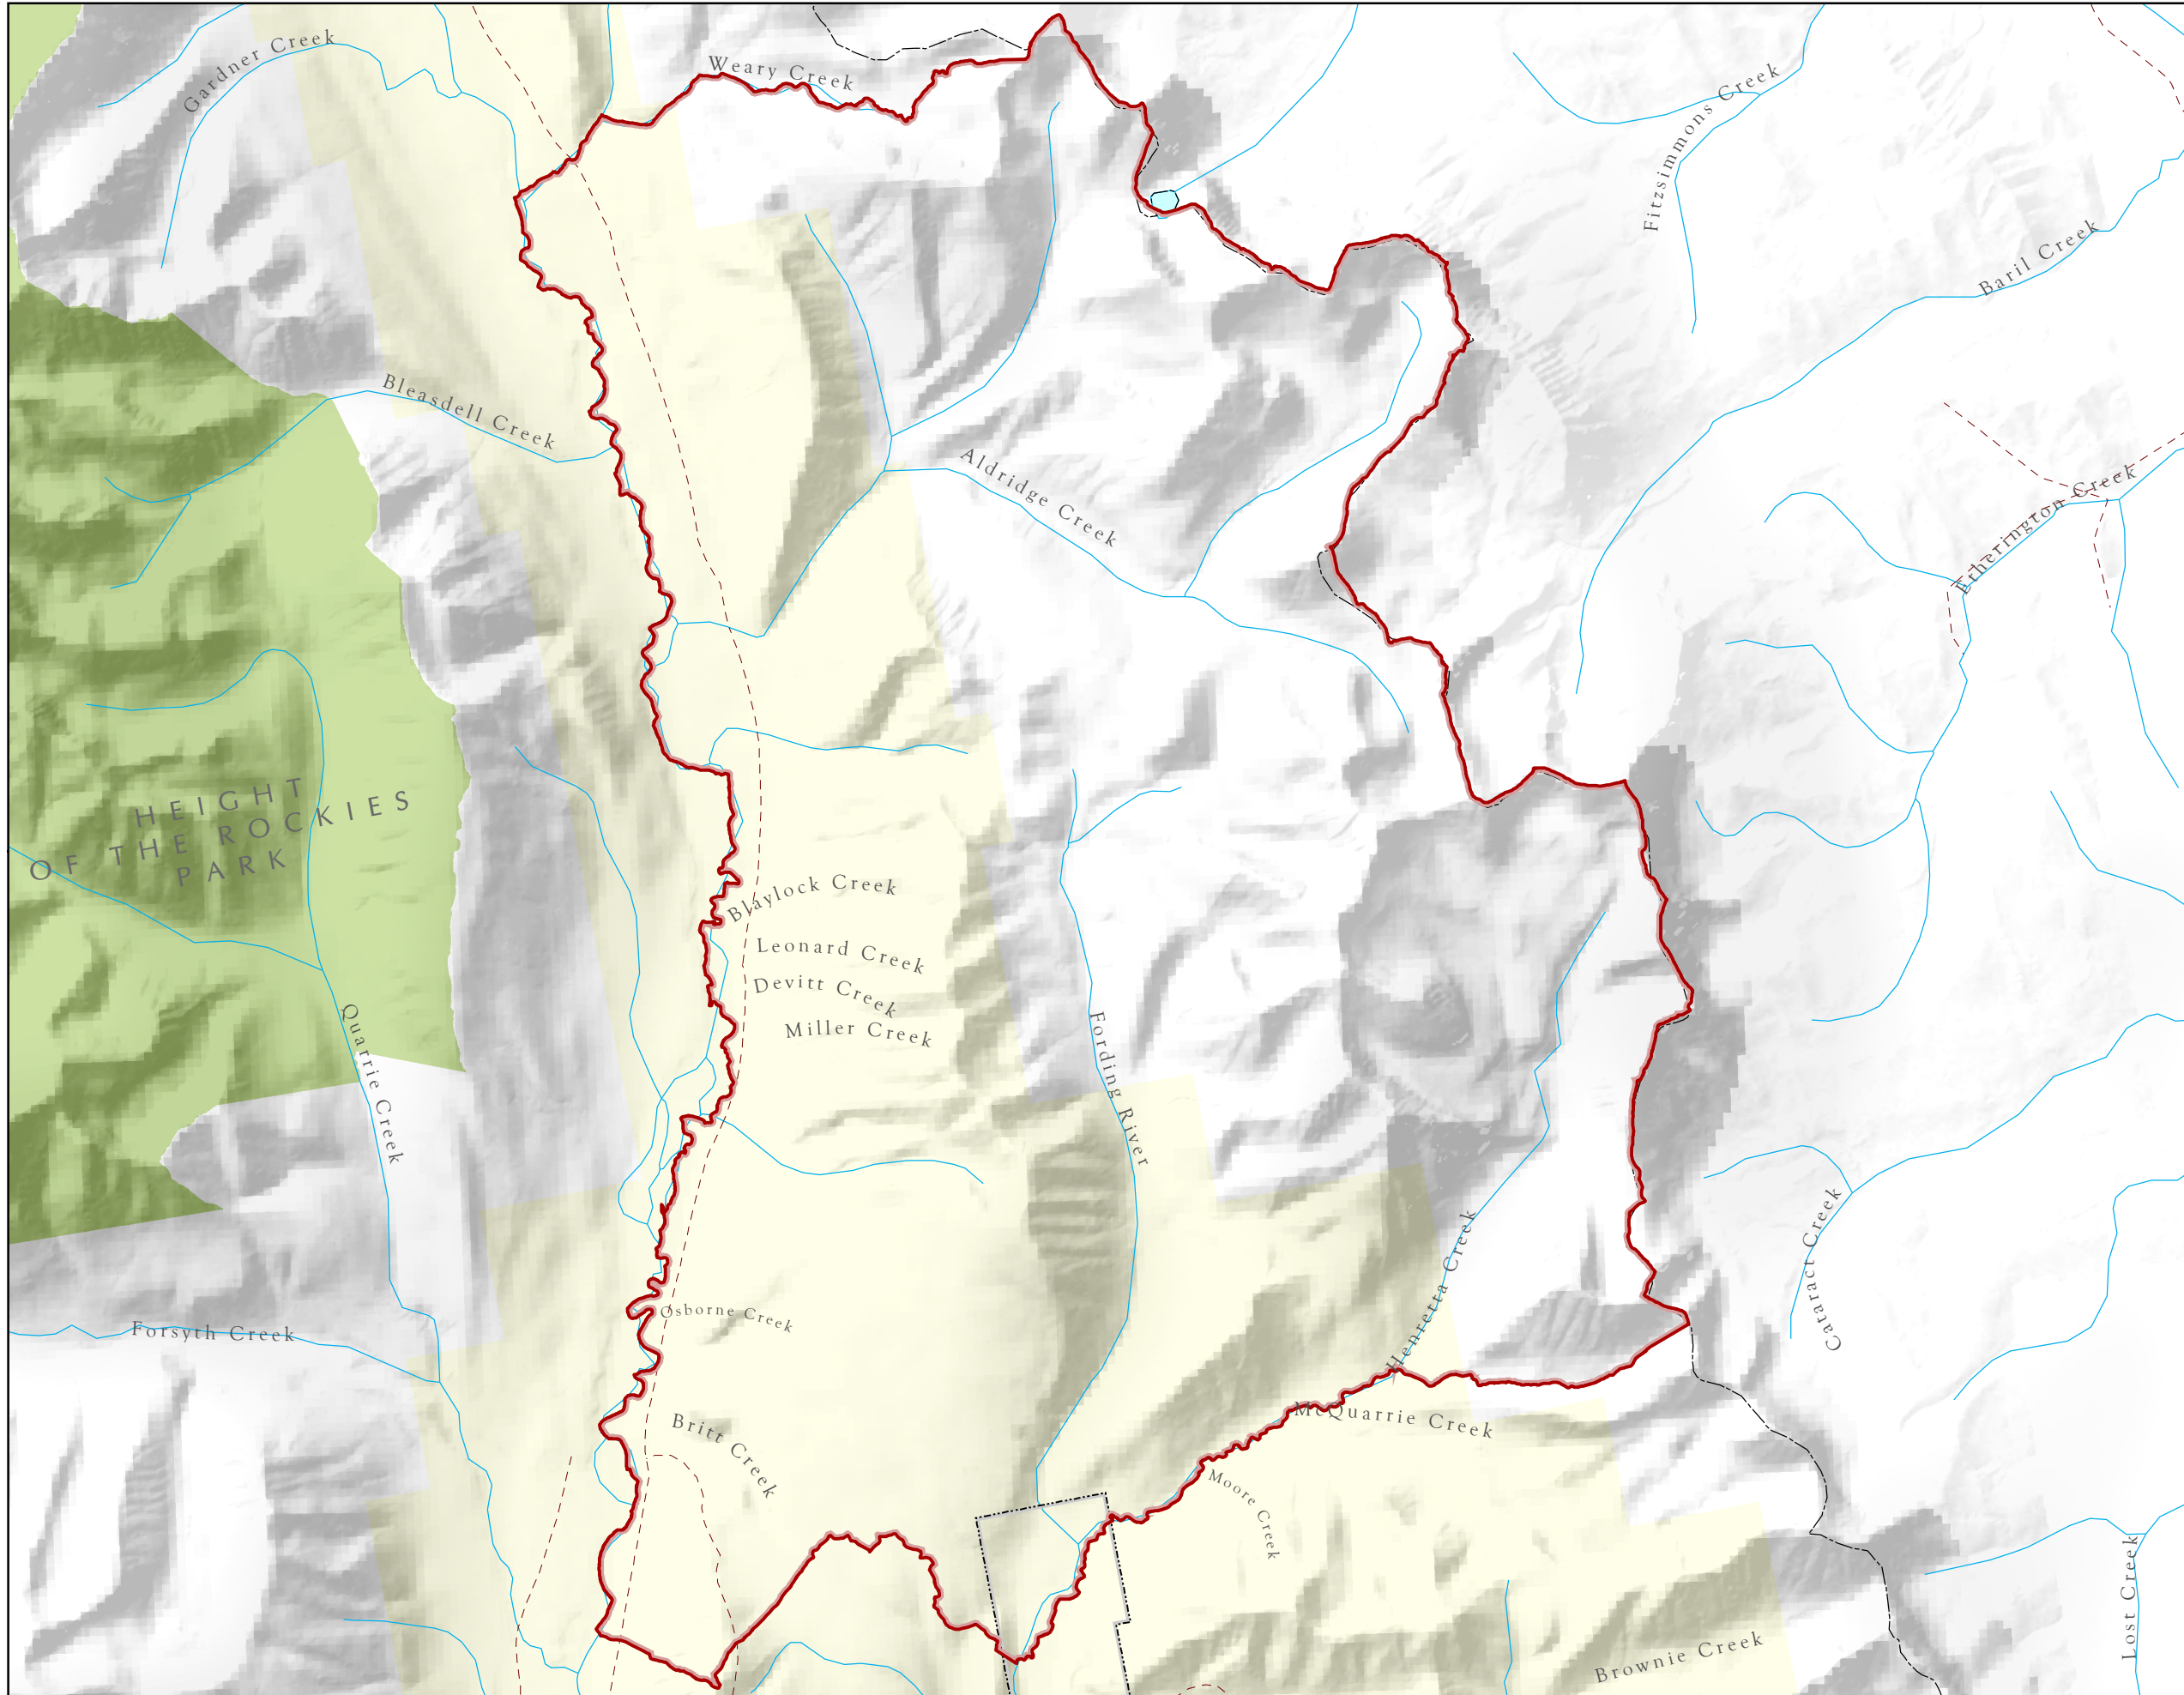 Gardner Creek
Weary Creek
Fitzsimmons Creek
Baril Creek
Bleasdell Creek
Aldridge Creek
Etherington Creek
HEIGHT
OF THE ROCKIES
PARK
Blaylock Creek
Leonard Creek
Devitt Creek
Miller Creek
Quarrie Creek
Fording River
Henretta Creek
Cataract Creek
Osborne Creek
Forsyth Creek
Britt Creek
McQuarrie Creek
Moore Creek
Brownie Creek
Lost Creek